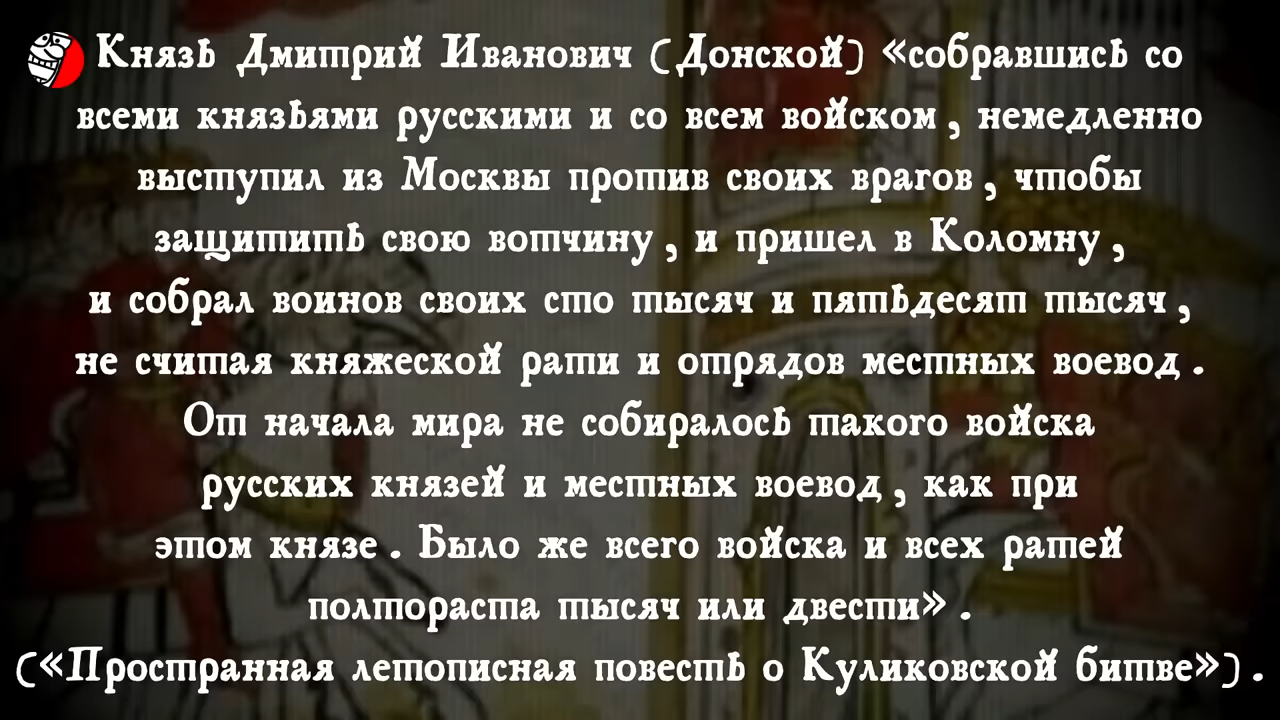 Князь Дмитрий Иванович (Донской) «собравшись со
всеми князьями русскими и со всем войском, немедленно
выступил из Москвы против своих врагов, чтобы
защитить свою вотчину, и пришел в Коломну,
и собрал воинов своих сто тысяч и пятьдесят тысяч,
не считая княжеской рати и отрядов местных воевод.
От начала мира не собиралось такого войска
русских князей и местных воевод, как при
этом князе. Было же всего войска и всех ратей
полтораста тысяч или двести».
(«Пространная летописная повесть о Куликовской битве»).